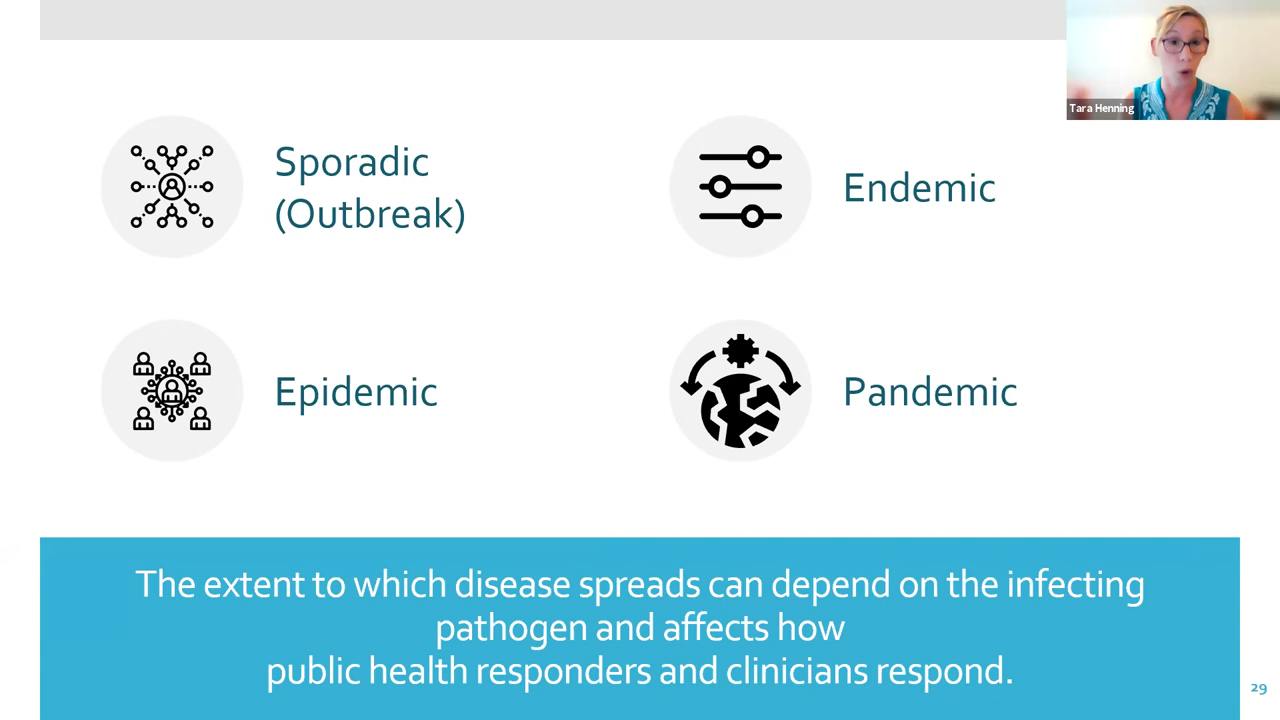 Tara Henning
Sporadic
(Outbreak)
Endemic
Epidemic
Pandemic
The extent to which disease spreads can depend on the infecting
pathogen and affects how
public health responders and clinicians respond.
29